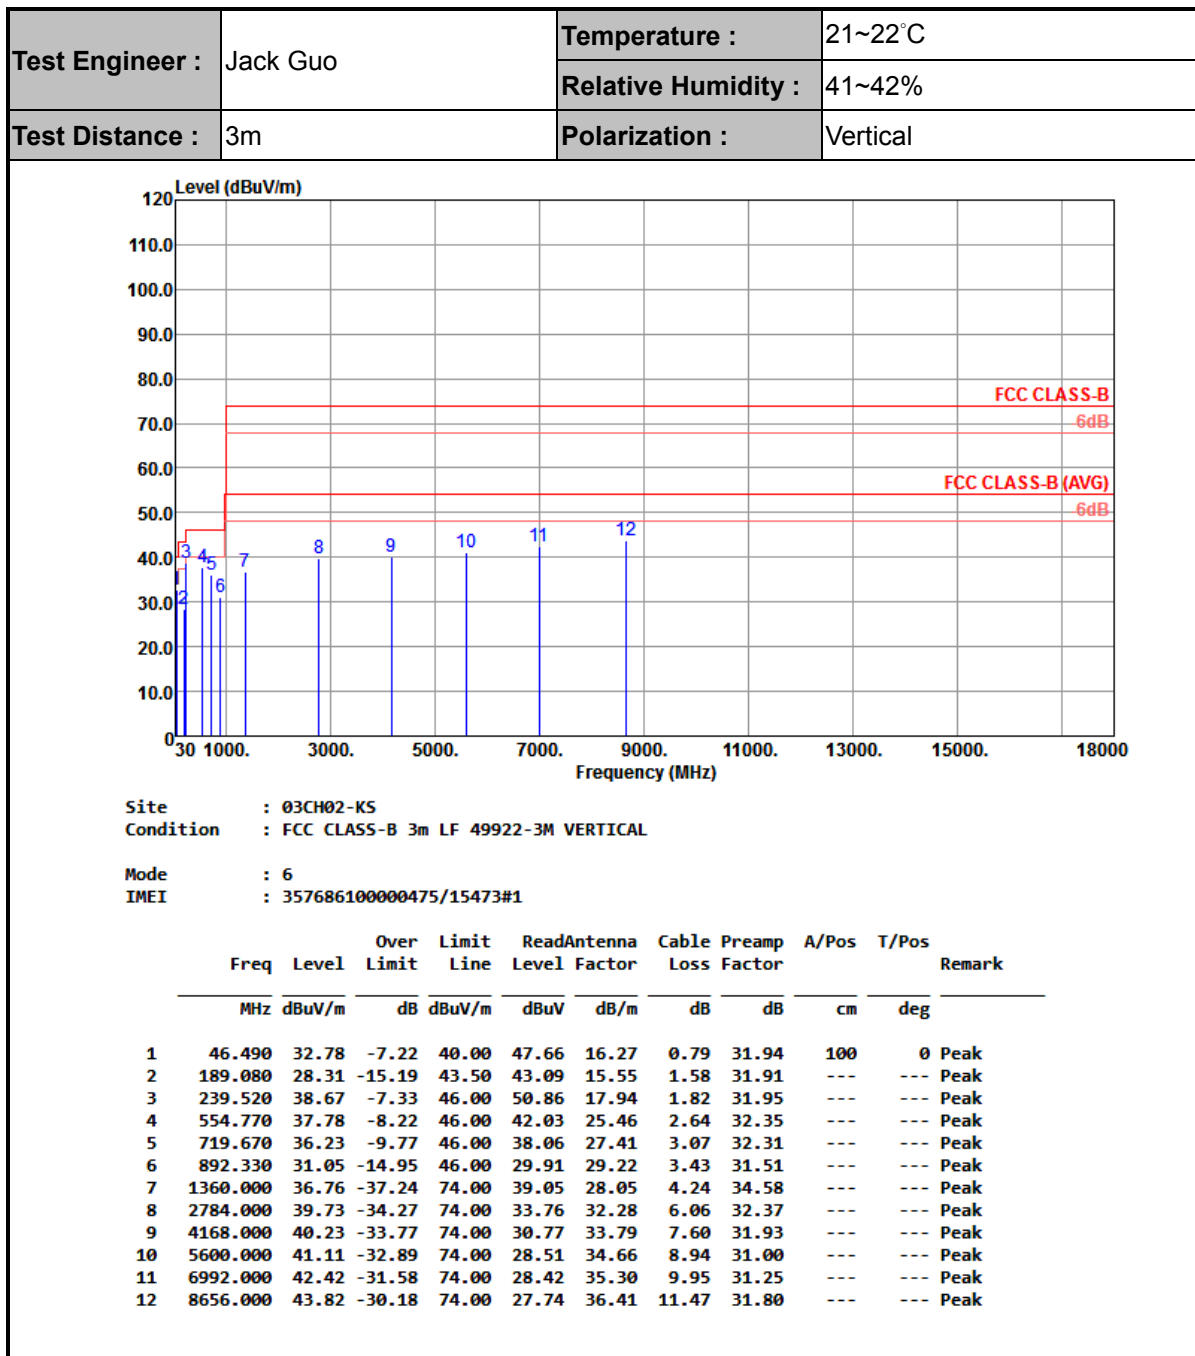 Test Engineer : Jack Guo Temperature : 21~22°C
Relative Humidity : 41~42%
Test Distance : 3m Polarization : Vertical
Level (dBuV/m)
120
110.0
100.0
90.0
80.0
FCC CLASS-B
70.0
-6dB
60.0
FCC CLASS-B (AVG)
50.0
-6dB
12
11
10
9
8
7
3
4
5
6
40.0
30.0
2
20.0
10.0
0
30 1000. 3000. 5000. 7000. 9000. 11000. 13000. 15000. 18000
Frequency (MHz)
Site : 03CH02-KS
Condition : FCC CLASS-B 3m LF 49922-3M VERTICAL
Mode : 6
IMEI : 357686100000475/15473#1
Over Limit ReadAntenna Cable Preamp A/Pos T/Pos
Freq Level Limit Line Level Factor Loss Factor Remark
MHz dBuV/m dB dBuV/m dBuV dB/m dB dB cm deg
1 46.490 32.78 -7.22 40.00 47.66 16.27 0.79 31.94 100 0 Peak
2 189.080 28.31 -15.19 43.50 43.09 15.55 1.58 31.91 --- --- Peak
3 239.520 38.67 -7.33 46.00 50.86 17.94 1.82 31.95 --- --- Peak
4 554.770 37.78 -8.22 46.00 42.03 25.46 2.64 32.35 --- --- Peak
5 719.670 36.23 -9.77 46.00 38.06 27.41 3.07 32.31 --- --- Peak
6 892.330 31.05 -14.95 46.00 29.91 29.22 3.43 31.51 --- --- Peak
7 1360.000 36.76 -37.24 74.00 39.05 28.05 4.24 34.58 --- --- Peak
8 2784.000 39.73 -34.27 74.00 33.76 32.28 6.06 32.37 --- --- Peak
9 4168.000 40.23 -33.77 74.00 30.77 33.79 7.60 31.93 --- --- Peak
10 5600.000 41.11 -32.89 74.00 28.51 34.66 8.94 31.00 --- --- Peak
11 6992.000 42.42 -31.58 74.00 28.42 35.30 9.95 31.25 --- --- Peak
12 8656.000 43.82 -30.18 74.00 27.74 36.41 11.47 31.80 --- --- Peak